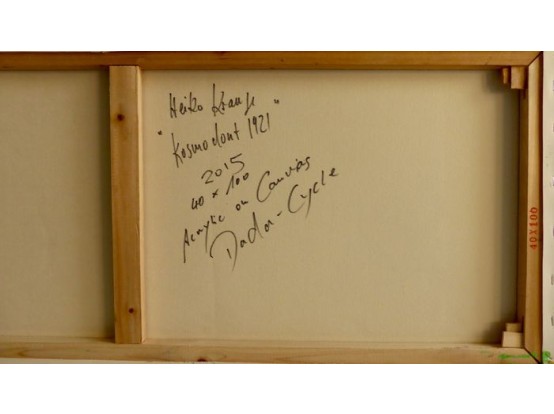 Heiko Krause
"Kosmodont 1921"
2015
40 x 100
Acrylic on Canvas
Dada-Cycle
40X100